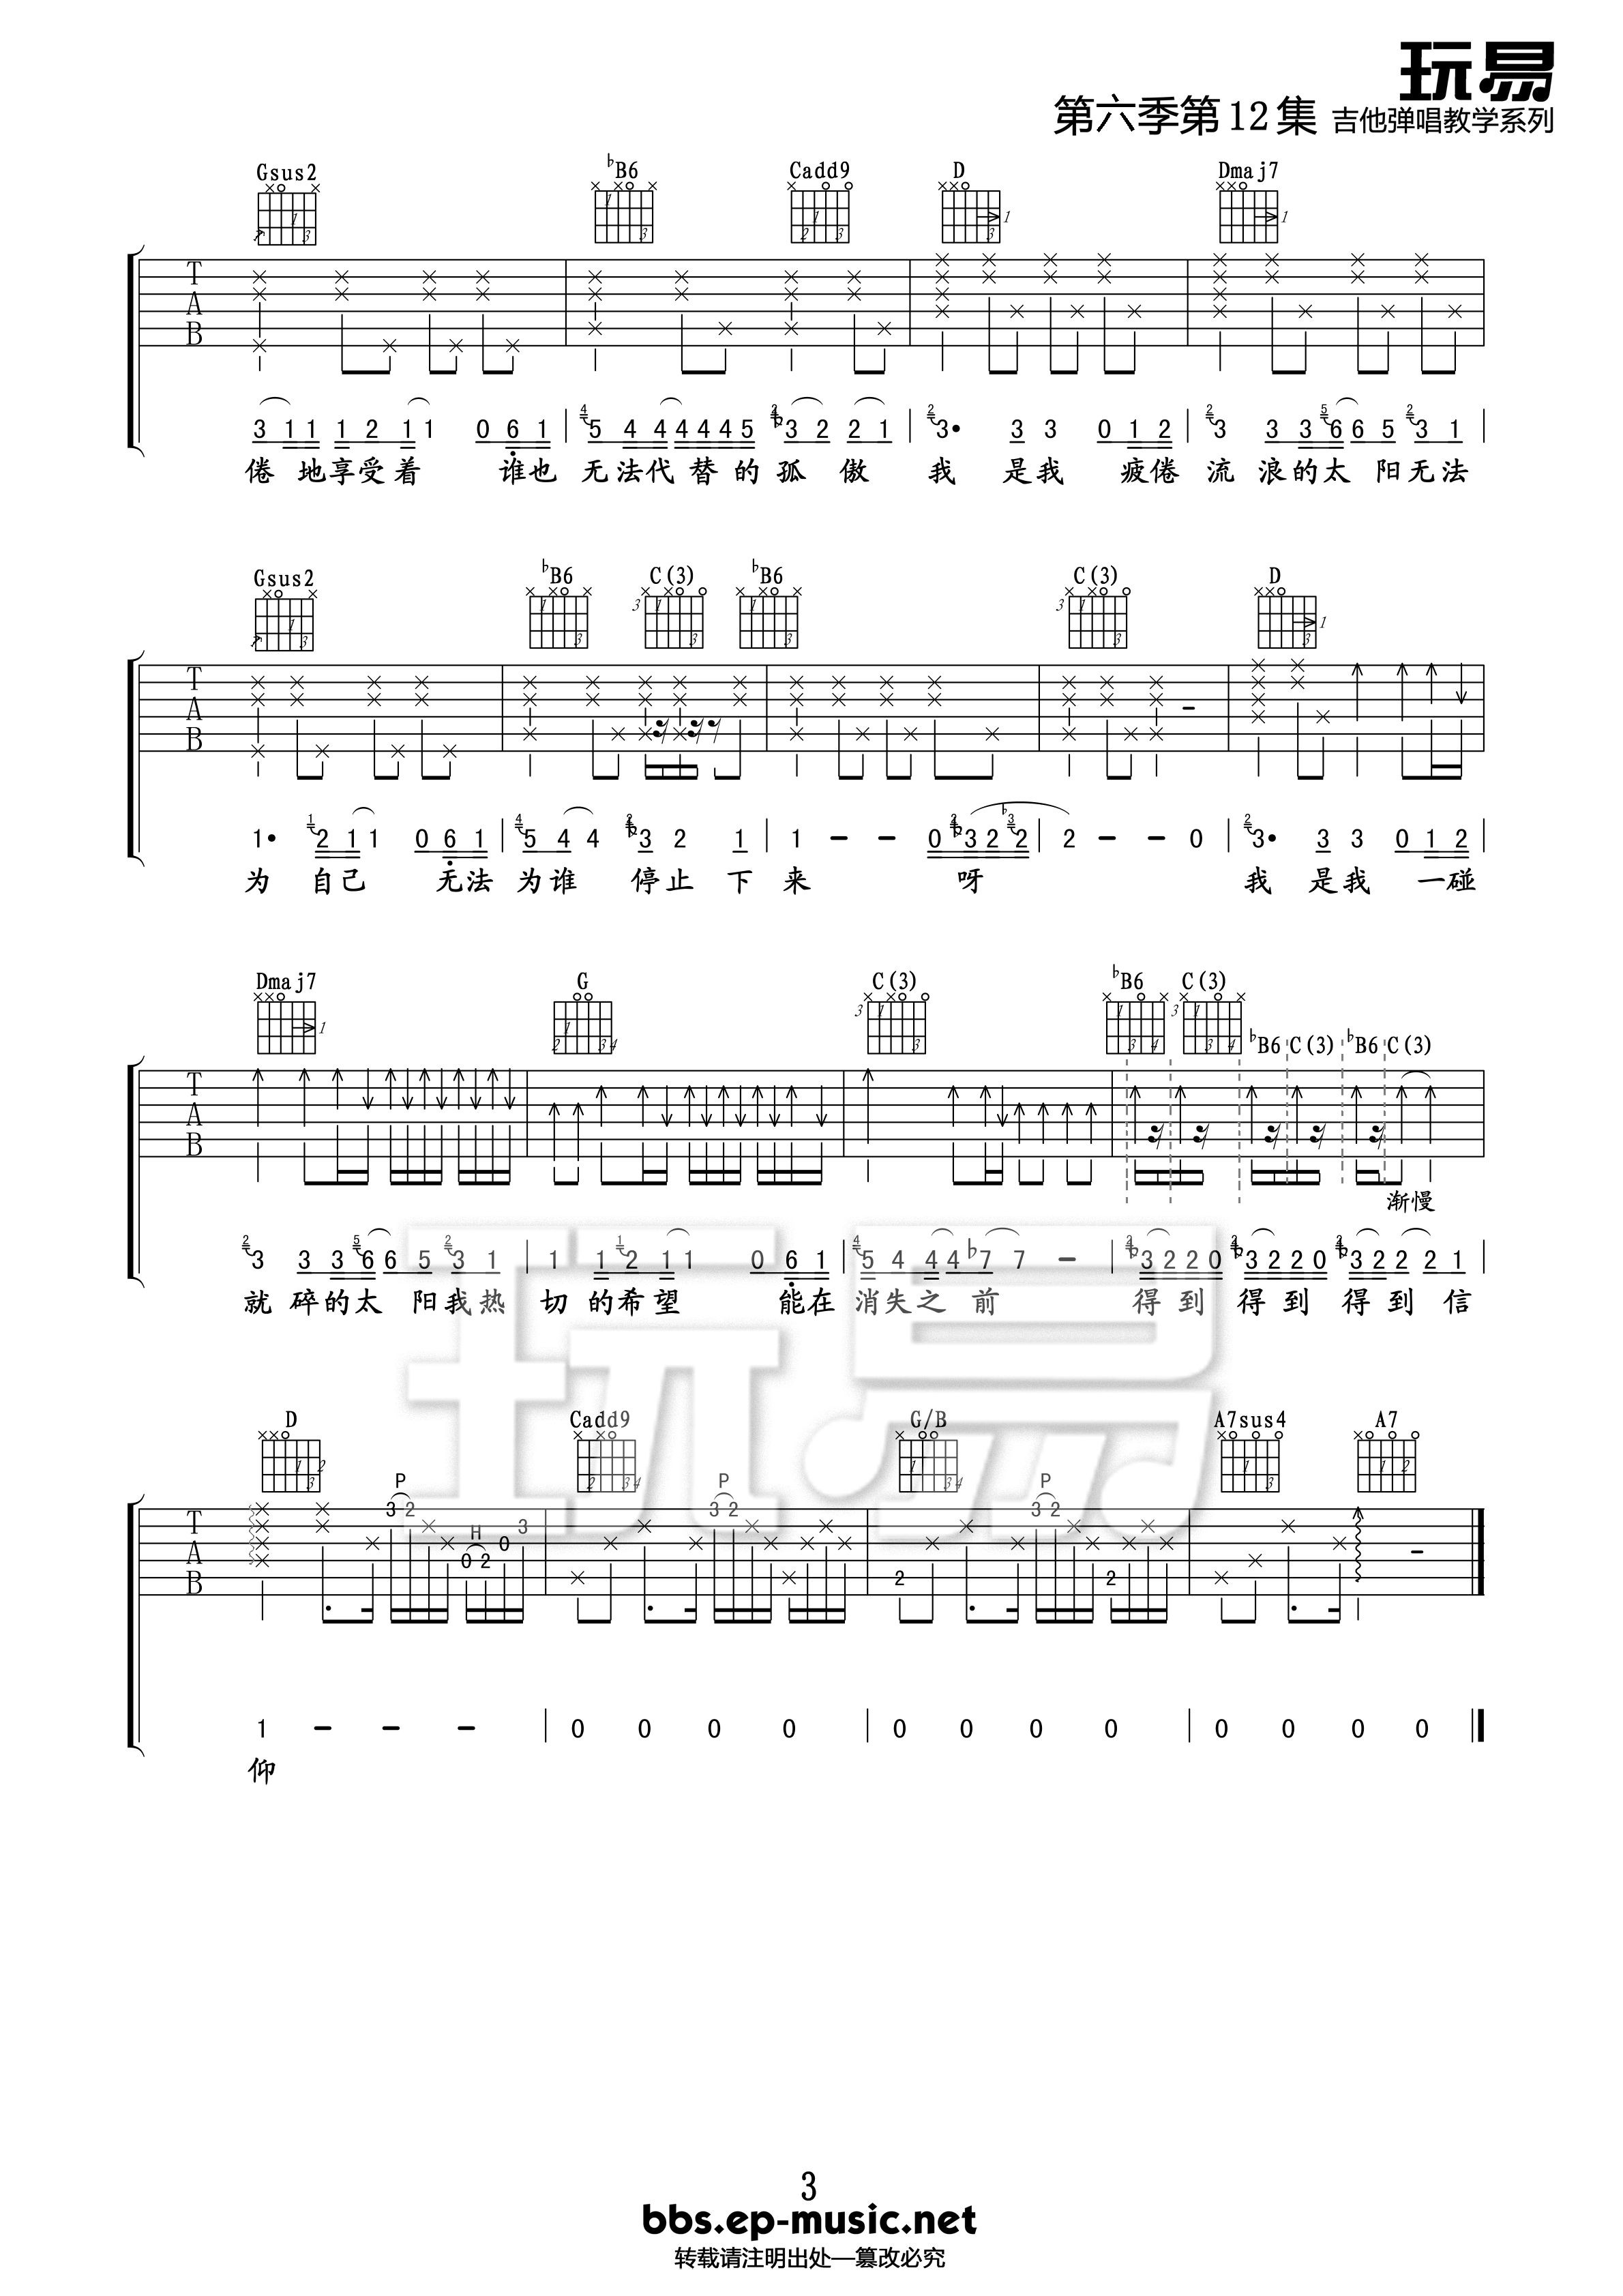 玩易
第六季第12集 吉他弹唱教学系列
Gsus2 ♭B6 Cadd9 D Dmaj7
T
A
B
3 1 1 1 2 1 1 0 6 1 | 5 4 4 4 4 4 5 3 2 2 1 | 3• 3 3 0 1 2 | 3 3 3 6 6 5 3 1 |
倦 地享受着 谁也 无法代 替 的 孤 傲 我 是我 疲倦 流 浪的太 阳无法
Gsus2 ♭B6 C(3) ♭B6 C(3) D
T
A
B
1• 2 1 1 0 6 1 | 5 4 4 3 2 1 | 1 - - 0 3 2 2 | 2 - - 0 | 3• 3 3 0 1 2 |
为 自己 无法 为谁 停止 下 来 呀 我 是我 一碰
Dmaj7 G C(3) ♭B6 C(3) ♭B6 C(3) ♭B6 C(3)
T
A
B
渐慢
3 3 3 6 6 5 3 1 | 1 1 2 1 1 0 6 1 | 5 4 4 4 ♭7 7 - | ♭3 2 2 0 ♭3 2 2 0 ♭3 2 2 2 1 |
就 碎的太 阳我热 切 的希望 能在 消失之 前 得 到 得 到 得 到 信
D Cadd9 G/B A7sus4 A7
P P P
T
A
B
3 2 H 0 2 0 3 3 2 2 3 2 2
1 - - - | 0 0 0 0 | 0 0 0 0 | 0 0 0 0
仰
3
bbs.ep-music.net
转载请注明出处—篡改必究